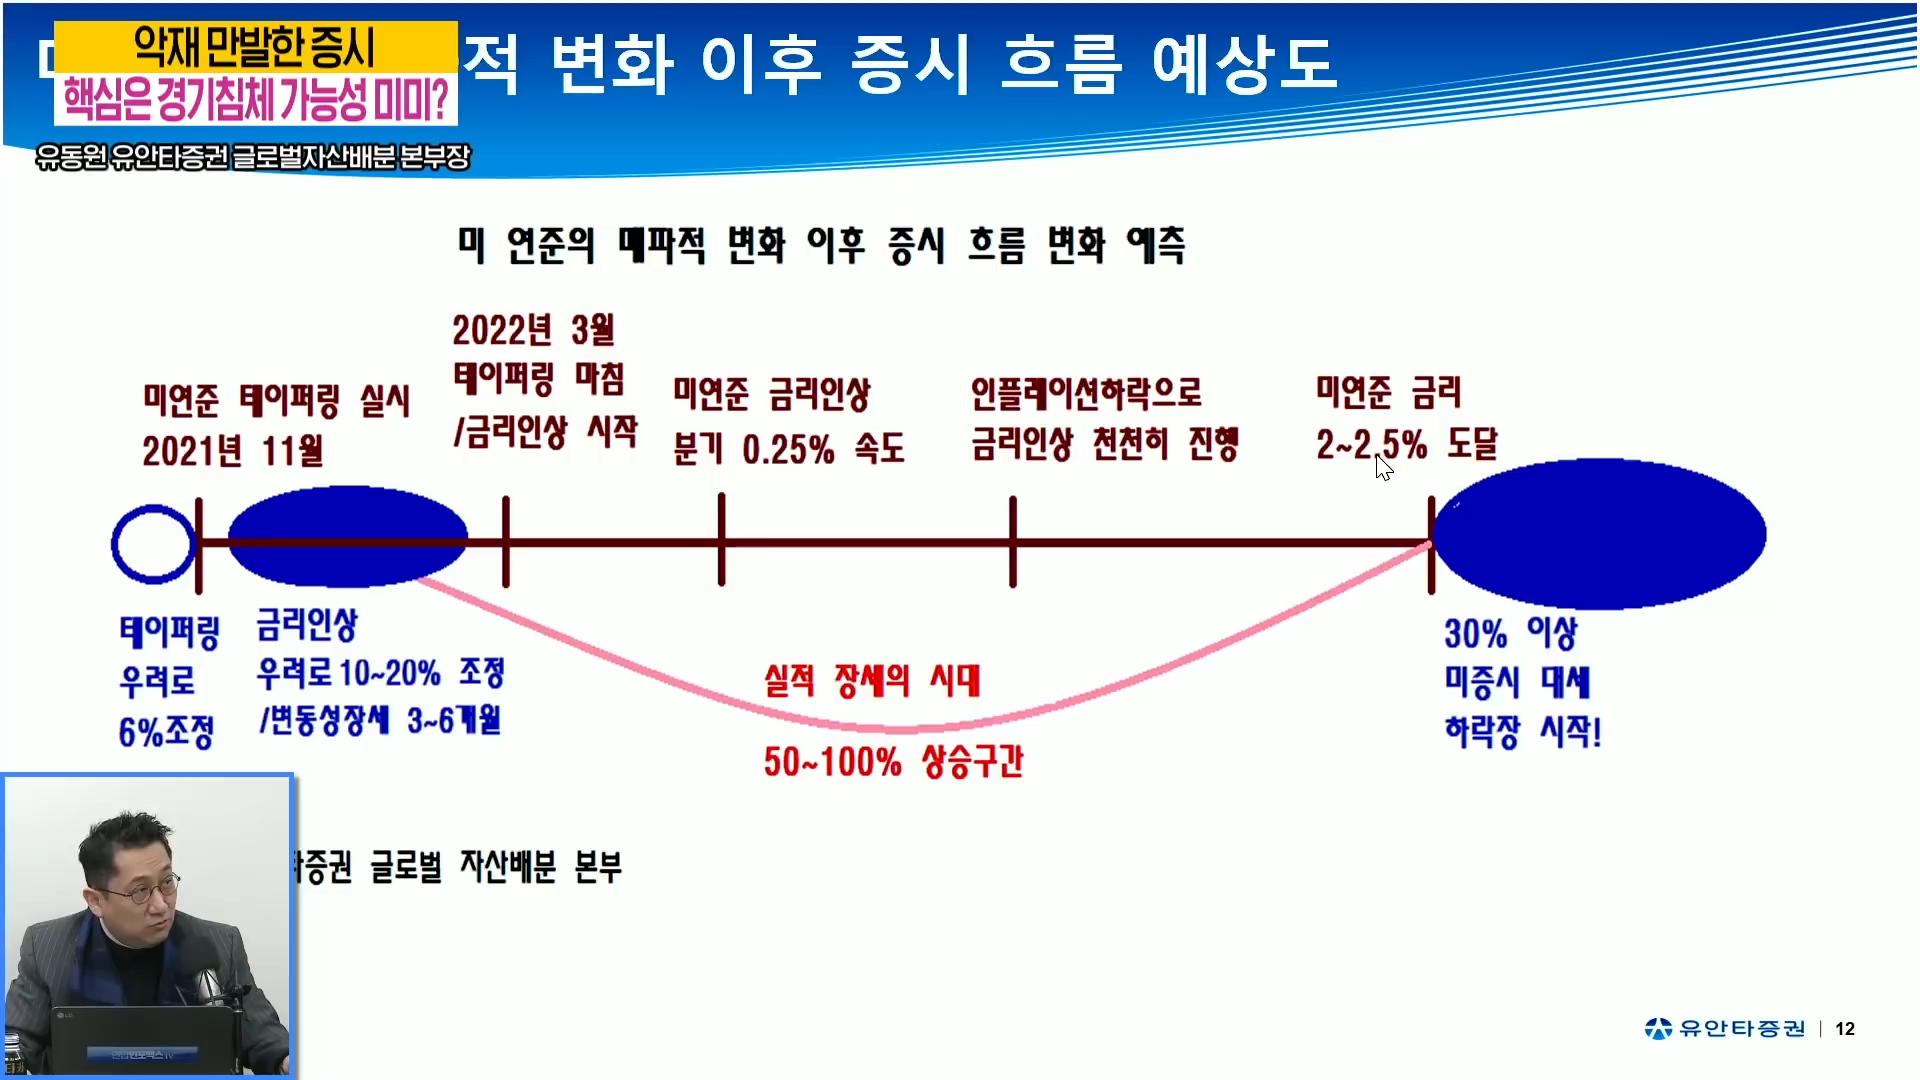 악재 만발한 증시
핵심은 경기침체 가능성 미미?
적 변화 이후 증시 흐름 예상도
유동원 유안타증권 글로벌자산배분 본부장
미 연준의 매파적 변화 이후 증시 흐름 변화 예측
미연준 테이퍼링 실시
2021년 11월
2022년 3월
테이퍼링 마침
/금리인상 시작
미연준 금리인상
분기 0.25% 속도
인플레이션하락으로
금리인상 천천히 진행
미연준 금리
2~2.5% 도달
테이퍼링
우려로
6%조정
금리인상
우려로 10~20% 조정
/변동성장세 3~6개월
실적 장세의 시대
50~100% 상승구간
30% 이상
미증시 대세
하락장 시작!
증권 글로벌 자산배분 본부
LG
연합인포맥스TV
유안타증권 | 12